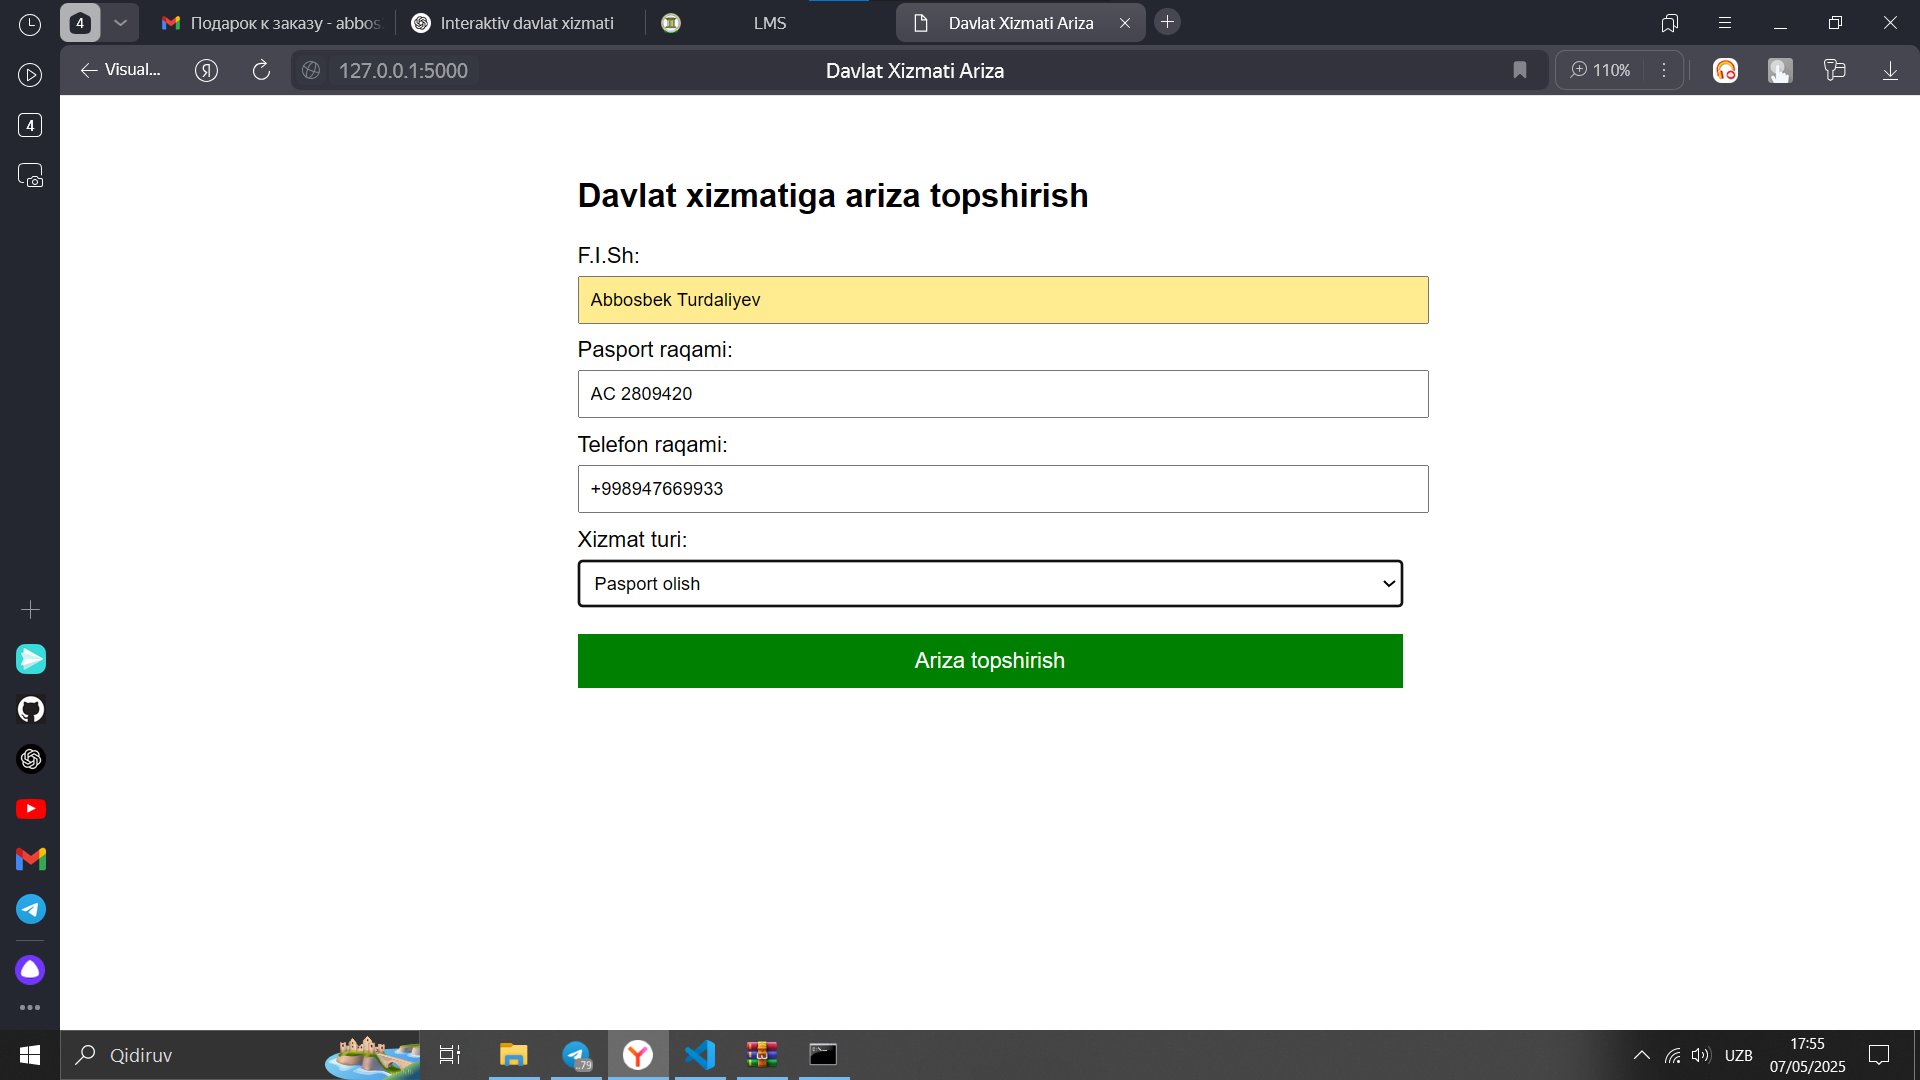 4
Подарок к заказу - abbos
Interaktiv davlat xizmati
LMS
Davlat Xizmati Ariza
Visual...
Я
127.0.0.1:5000
Davlat Xizmati Ariza
110%
4
Davlat xizmatiga ariza topshirish
F.I.Sh:
Abbosbek Turdaliyev
Pasport raqami:
AC 2809420
Telefon raqami:
+998947669933
Xizmat turi:
Pasport olish
Ariza topshirish
Qidiruv
..79
UZB
17:55
07/05/2025